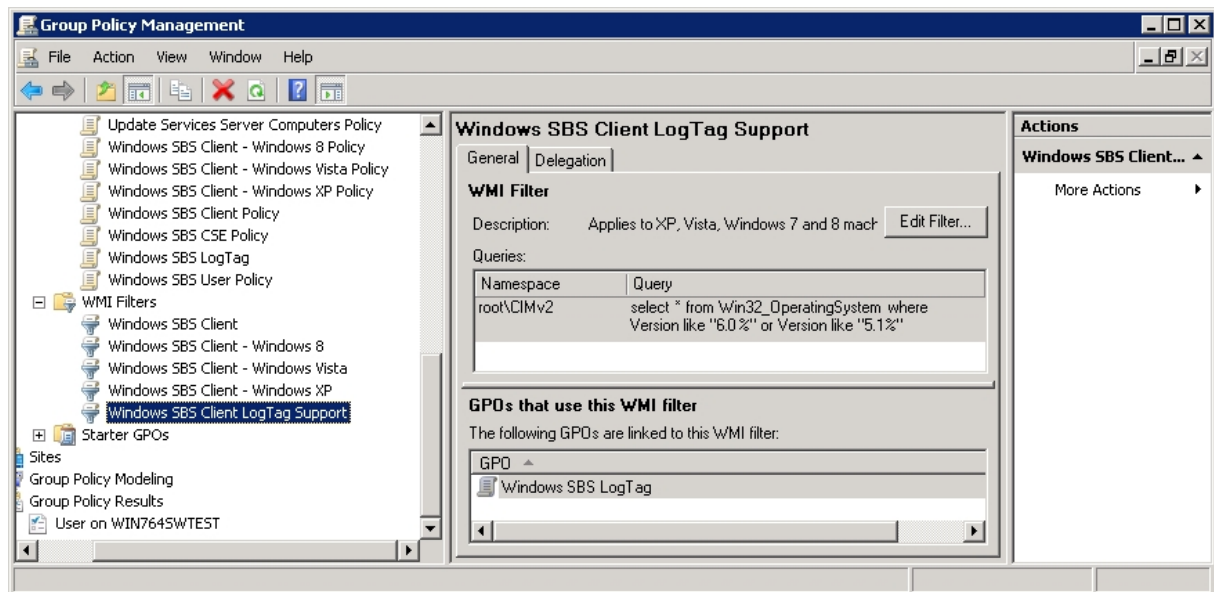 Group Policy Management
File Action View Window Help
Update Services Server Computers Policy
Windows SBS Client - Windows 8 Policy
Windows SBS Client - Windows Vista Policy
Windows SBS Client - Windows XP Policy
Windows SBS Client Policy
Windows SBS CSE Policy
Windows SBS LogTag
Windows SBS User Policy
WMI Filters
Windows SBS Client
Windows SBS Client - Windows 8
Windows SBS Client - Windows Vista
Windows SBS Client - Windows XP
Windows SBS Client LogTag Support
Starter GPOs
Sites
Group Policy Modeling
Group Policy Results
User on WIN764SWTEST
Windows SBS Client LogTag Support
General Delegation
WMI Filter
Description: Applies to XP, Vista, Windows 7 and 8 mach Edit Filter...
Queries:
Namespace Query
root\CIMv2 select * from Win32_OperatingSystem where
Version like "6.0%" or Version like "5.1%"
GPOs that use this WMI filter
The following GPOs are linked to this WMI filter:
GPO
Windows SBS LogTag
Actions
Windows SBS Client...
More Actions